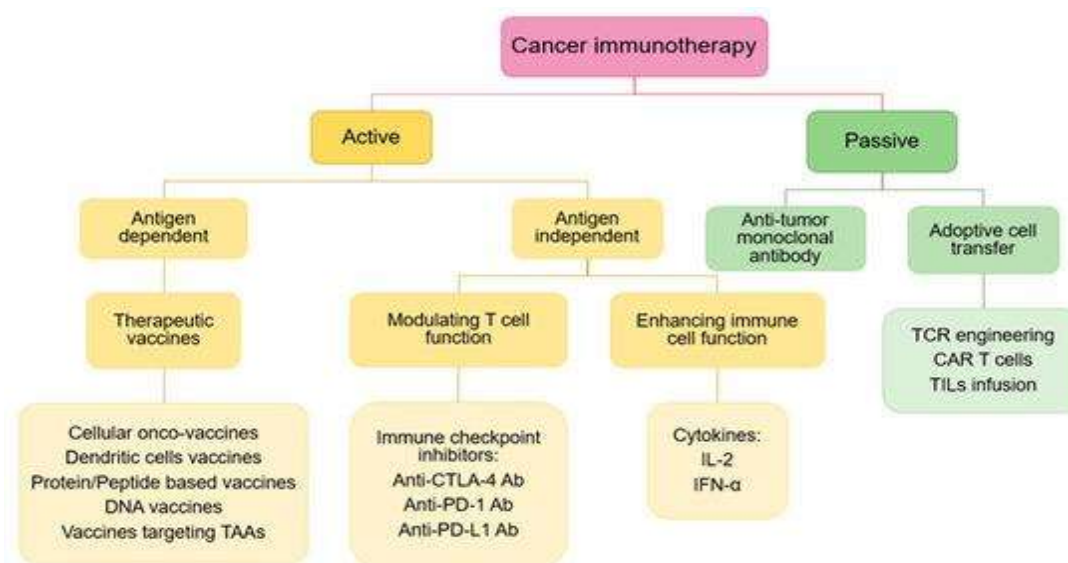 Cancer immunotherapy
Active
Passive
Antigen
dependent
Antigen
independent
Anti-tumor
monoclonal
antibody
Adoptive cell
transfer
Therapeutic
vaccines
Modulating T cell
function
Enhancing immune
cell function
TCR engineering
CAR T cells
TILs infusion
Cellular onco-vaccines
Dendritic cells vaccines
Protein/Peptide based vaccines
DNA vaccines
Vaccines targeting TAAs
Immune checkpoint
inhibitors:
Anti-CTLA-4 Ab
Anti-PD-1 Ab
Anti-PD-L1 Ab
Cytokines:
IL-2
IFN-α